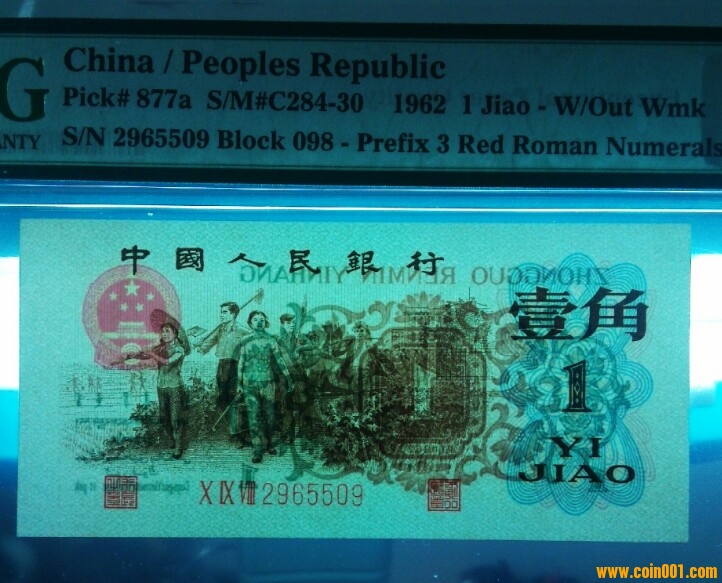 G China / Peoples Republic
Pick# 877a S/M#C284-30 1962 1 Jiao - W/Out Wmk
ANTY S/N 2965509 Block 098 - Prefix 3 Red Roman Numerals
中國人民銀行
ZHONGGUO RENMIN YINHANG
壹角
1
YI
JIAO
X IX VIII 2965509
www.coin001.com